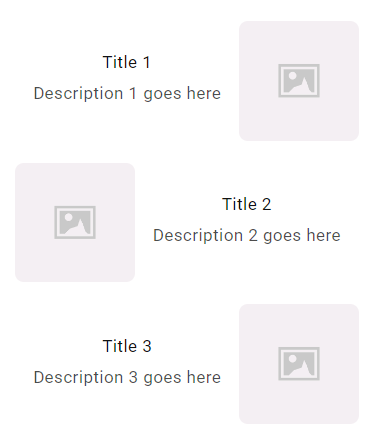 Title 1
Description 1 goes here
Title 2
Description 2 goes here
Title 3
Description 3 goes here